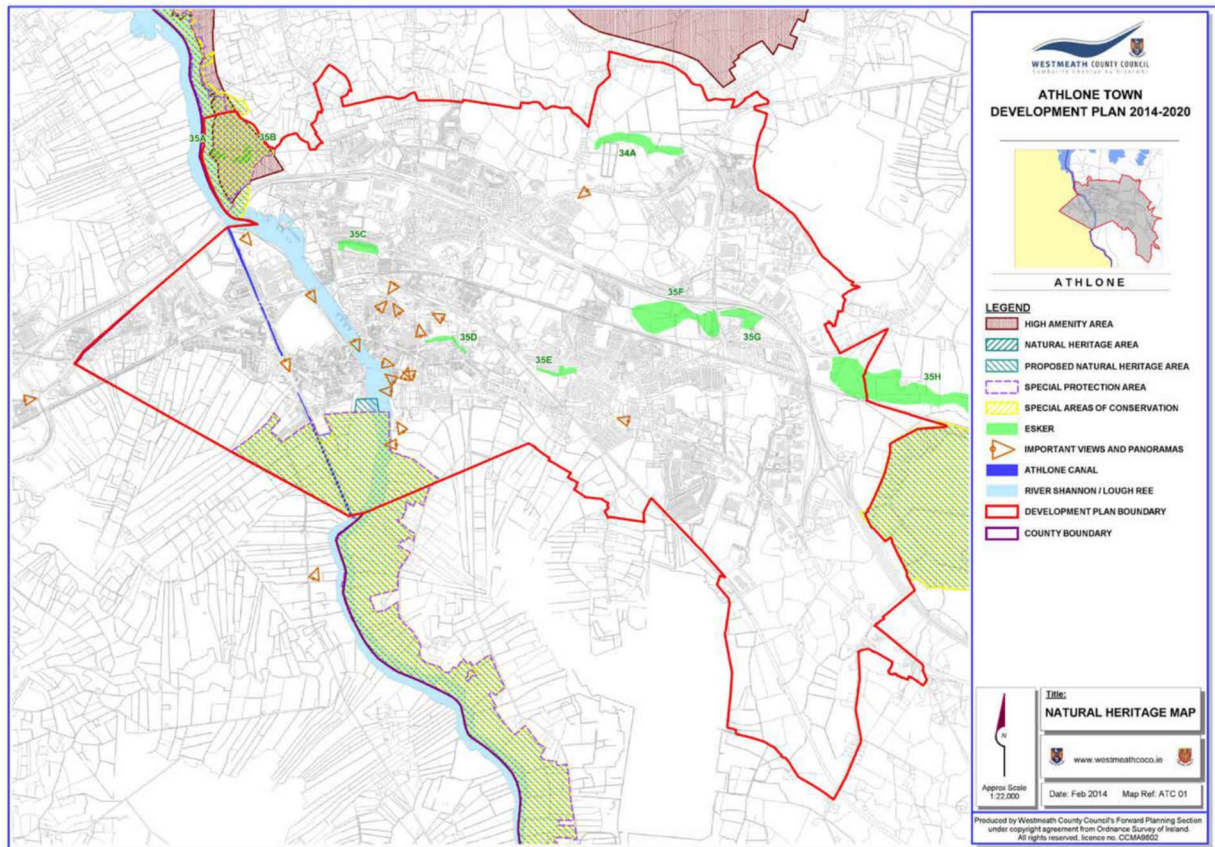 35A
35B
34A
35C
35F
35G
35D
35E
35H
WESTMEATH COUNTY COUNCIL
ATHLONE TOWN
DEVELOPMENT PLAN 2014-2020
ATHLONE
LEGEND
HIGH AMENITY AREA
NATURAL HERITAGE AREA
PROPOSED NATURAL HERITAGE AREA
SPECIAL PROTECTION AREA
SPECIAL AREAS OF CONSERVATION
ESKER
IMPORTANT VIEWS AND PANORAMAS
ATHLONE CANAL
RIVER SHANNON / LOUGH REE
DEVELOPMENT PLAN BOUNDARY
COUNTY BOUNDARY
N
Approx Scale
1:22,000
Title:
NATURAL HERITAGE MAP
www.westmeathcoco.ie
Date: Feb 2014 Map Ref: ATC 01
Produced by Westmeath County Council's Forward Planning Section
under copyright agreement from Ordnance Survey of Ireland.
All rights reserved, licence no. CCMA9802